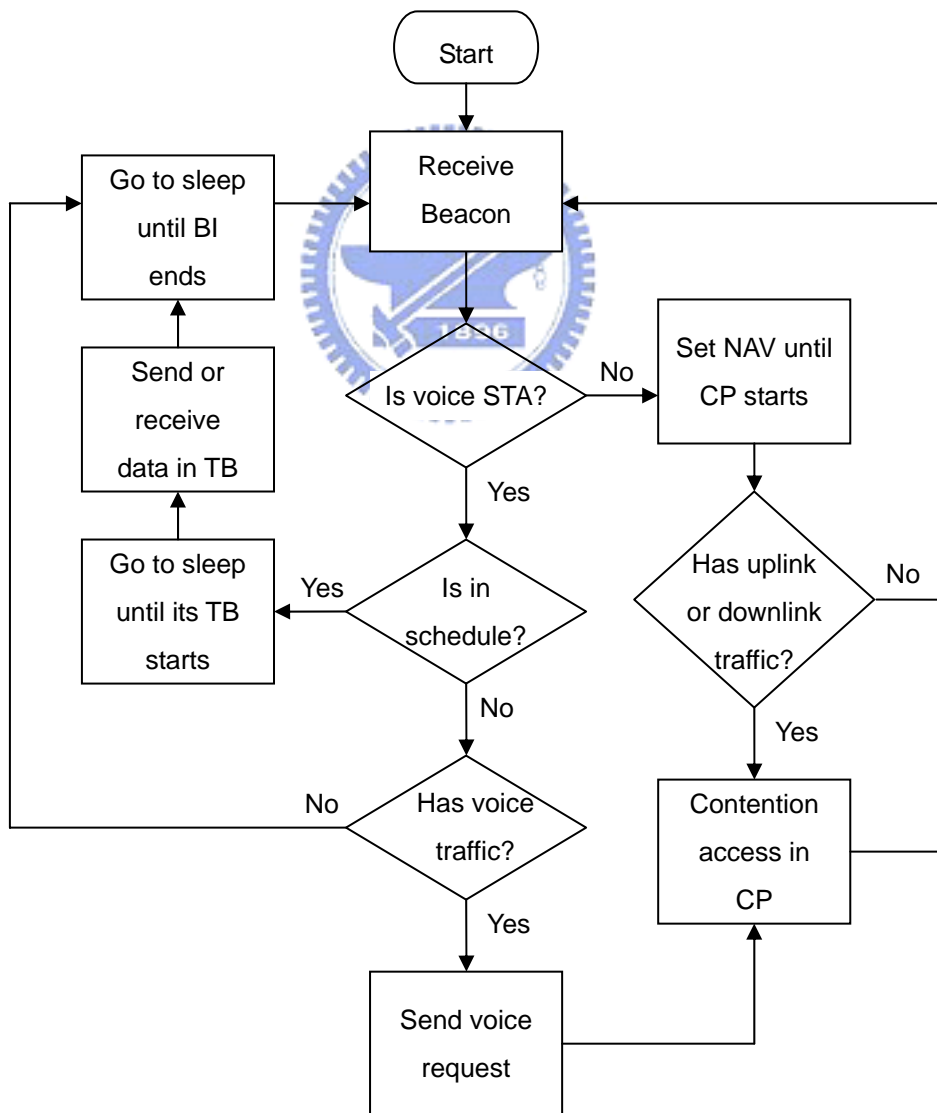 Start
Receive
Beacon
Go to sleep
until BI
ends
1896
Is voice STA?
No
Set NAV until
CP starts
Send or
receive
data in TB
Yes
Go to sleep
until its TB
starts
Yes
Is in
schedule?
Has uplink
or downlink
traffic?
No
No
Yes
No
Has voice
traffic?
Contention
access in
CP
Yes
Send voice
request